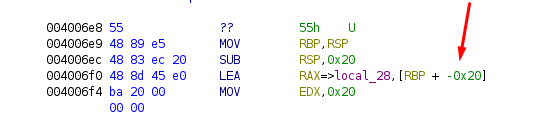 004006e8 55 ?? 55h U
004006e9 48 89 e5 MOV RBP,RSP
004006ec 48 83 ec 20 SUB RSP,0x20
004006f0 48 8d 45 e0 LEA RAX=>local_28,[RBP + -0x20]
004006f4 ba 20 00 MOV EDX,0x20
00 00